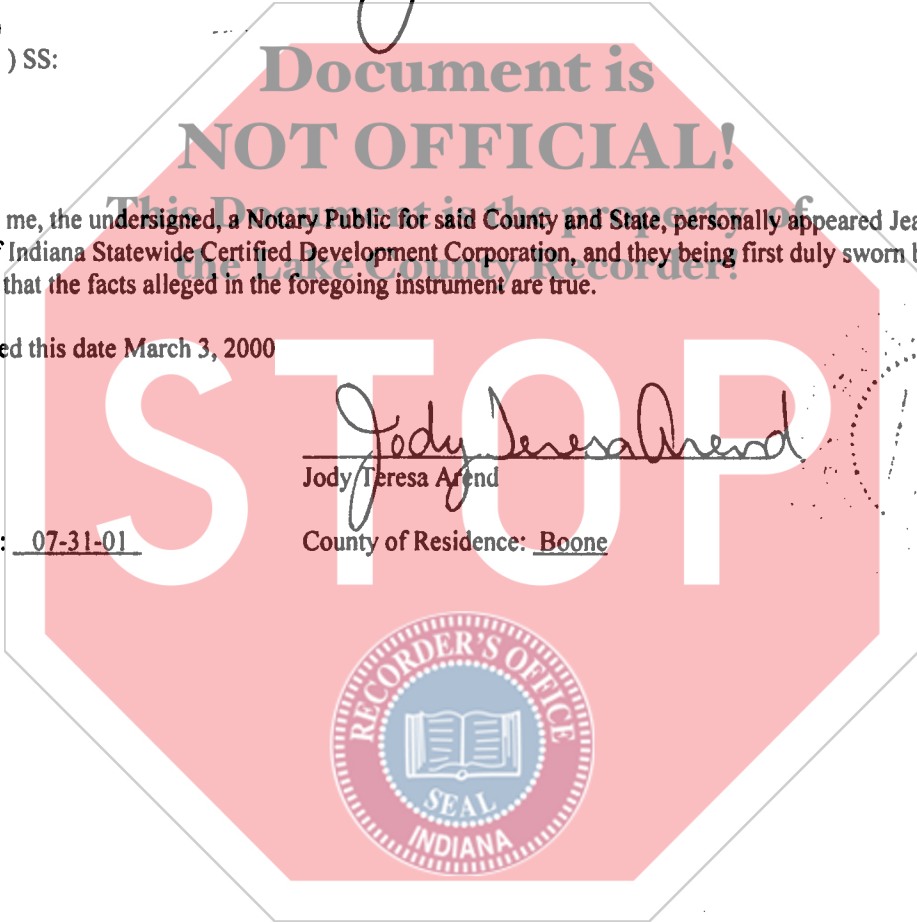 ) SS:
Document is
NOT OFFICIAL!
This Document is the property of
the Lake County Recorder!
me, the undersigned, a Notary Public for said County and State, personally appeared
Indiana Statewide Certified Development Corporation, and they being first duly sworn
that the facts alleged in the foregoing instrument are true.
this date March 3, 2000
STOP
Jody Teresa Arend
Jody Teresa Arend
: 07-31-01 County of Residence: Boone
RECORDER'S OFFICE
SEAL
INDIANA